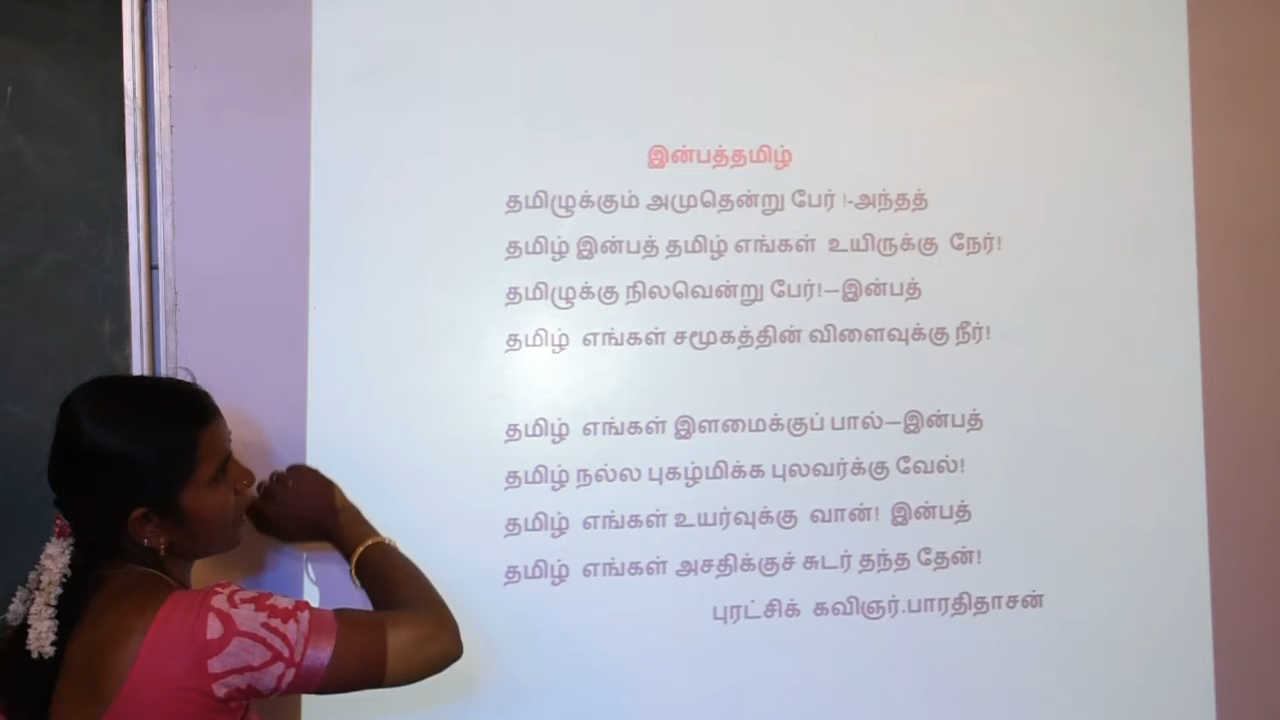 இன்பத்தமிழ்
தமிழுக்கும் அமுதென்று பேர் !-அந்தத்
தமிழ் இன்பத் தமிழ் எங்கள் உயிருக்கு நேர்!
தமிழுக்கு நிலவென்று பேர்!–இன்பத்
தமிழ் எங்கள் சமூகத்தின் விளைவுக்கு நீர்!
தமிழ் எங்கள் இளமைக்குப் பால்–இன்பத்
தமிழ் நல்ல புகழ்மிக்க புலவர்க்கு வேல்!
தமிழ் எங்கள் உயர்வுக்கு வான்! இன்பத்
தமிழ் எங்கள் அசதிக்குச் சுடர் தந்த தேன்!
புரட்சிக் கவிஞர்.பாரதிதாசன்